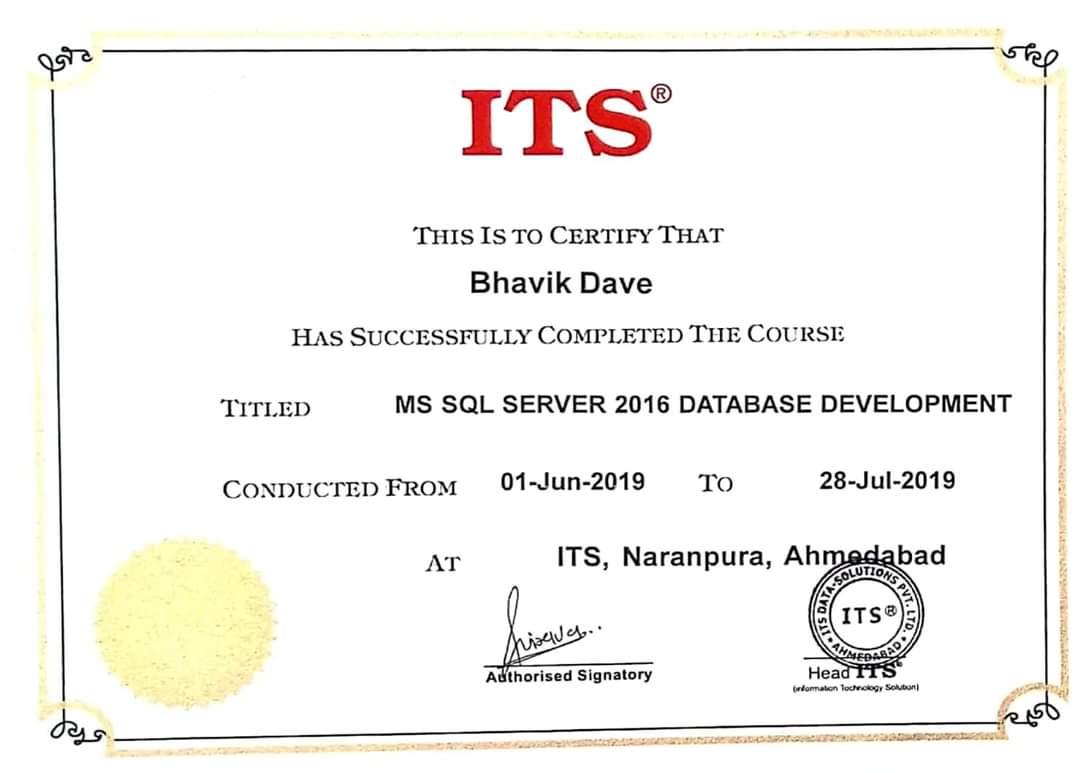 ITS®
THIS IS TO CERTIFY THAT
Bhavik Dave
HAS SUCCESSFULLY COMPLETED THE COURSE
TITLED MS SQL SERVER 2016 DATABASE DEVELOPMENT
CONDUCTED FROM 01-Jun-2019 TO 28-Jul-2019
AT ITS, Naranpura, Ahmedabad
ITS DATA-SOLUTIONS PVT. LTD.
ITS®
AHMEDABAD
Authorised Signatory
Head ITS®
(Information Technology Solution)